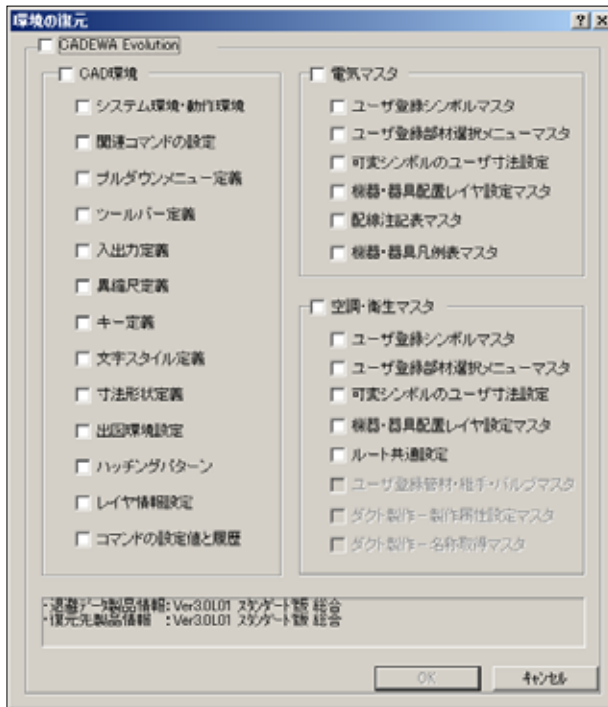 環境の復元
CADEWA Evolution
CAD環境
システム環境・動作環境
関連コマンドの設定
プルダウンメニュー定義
ツールバー定義
入出力定義
異縮尺定義
キー定義
文字スタイル定義
寸法形状定義
出図環境設定
ハッチングパターン
レイヤ情報設定
コマンドの設定値と履歴
電気マスタ
ユーザ登録シンボルマスタ
ユーザ登録部材選択メニューマスタ
可変シンボルのユーザ寸法設定
機器・器具配置レイヤ設定マスタ
配線注記表マスタ
機器・器具凡例表マスタ
空調・衛生マスタ
ユーザ登録シンボルマスタ
ユーザ登録部材選択メニューマスタ
可変シンボルのユーザ寸法設定
機器・器具配置レイヤ設定マスタ
ルート共通設定
ユーザ登録管材・継手・バルブマスタ
ダクト製作－製作属性設定マスタ
ダクト製作－名称取得マスタ
・退避データ製品情報：Ver3.0L01 スタンダード版 総合
・復元先製品情報　：Ver3.0L01 スタンダード版 総合
OK
キャンセル